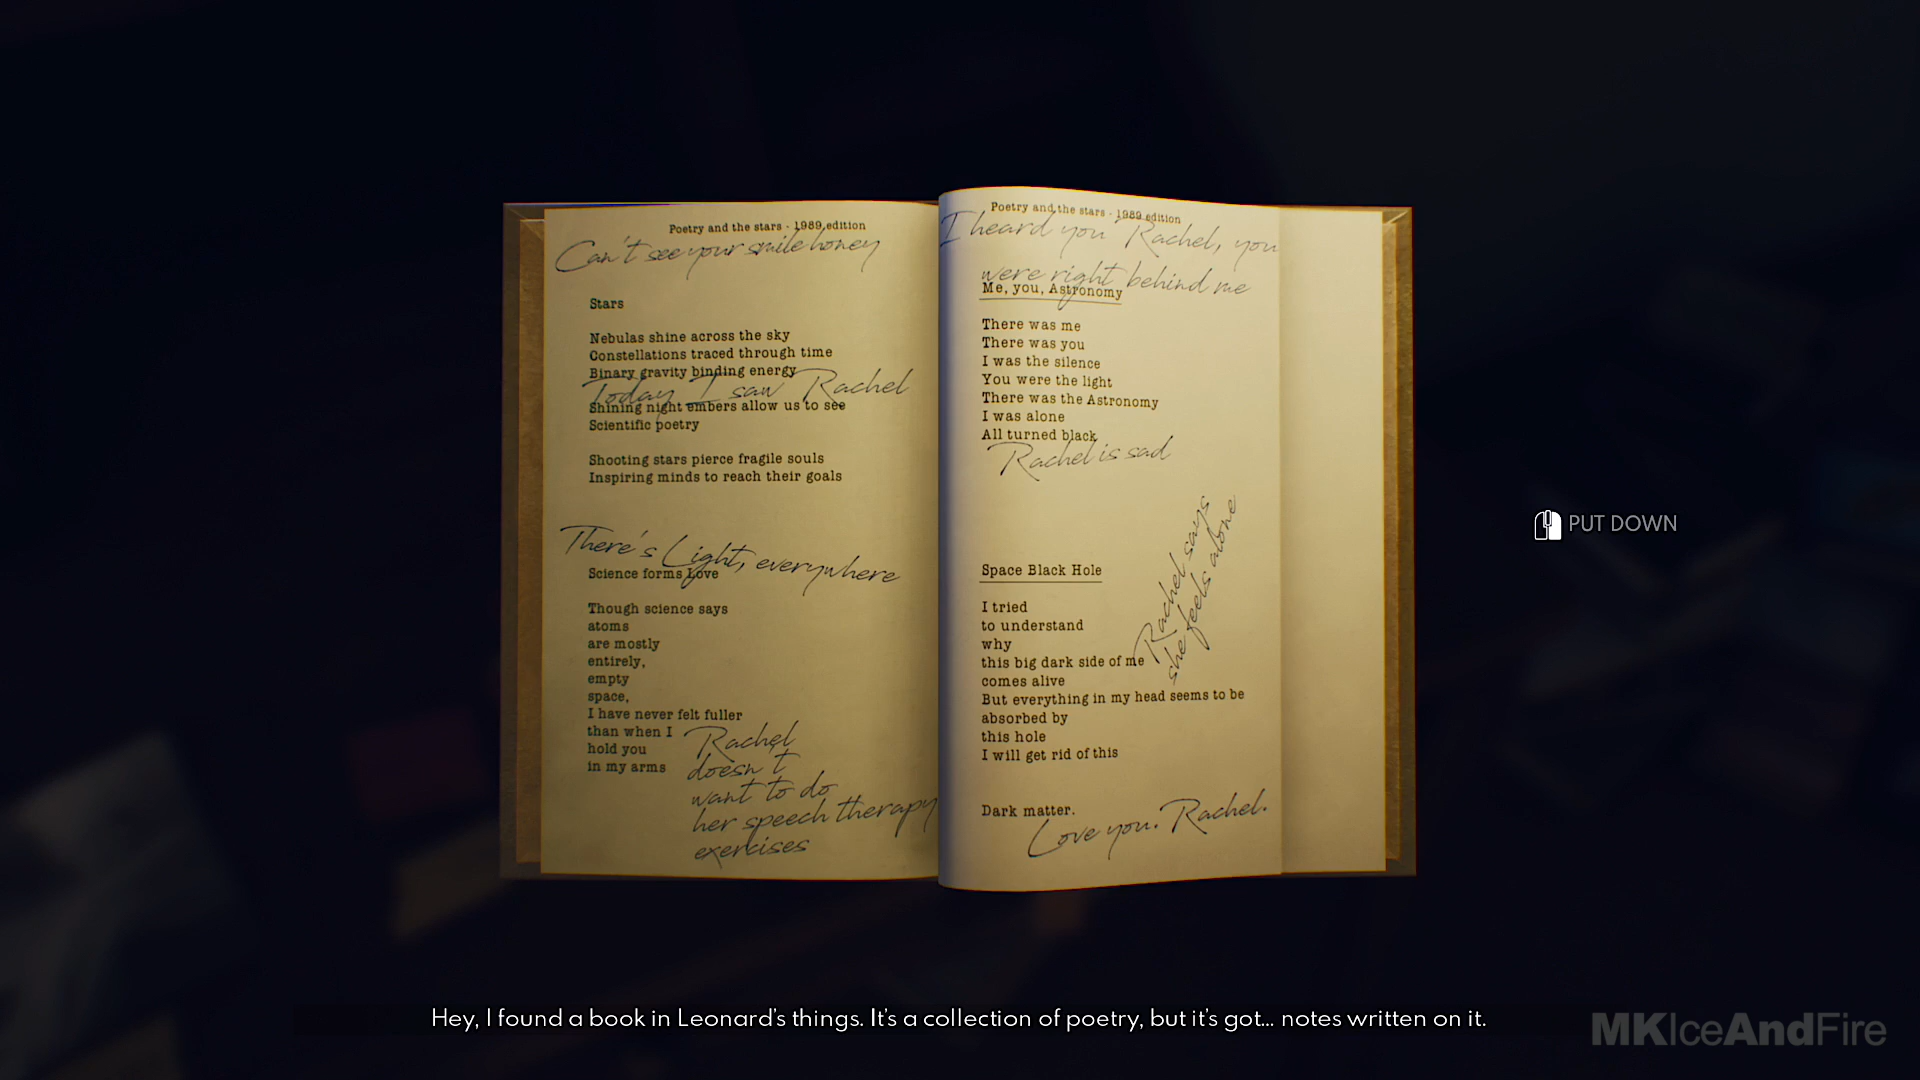 Poetry and the stars - 1989 edition
Can't see your smile honey
Stars
Nebulas shine across the sky
Constellations traced through time
Binary gravity binding energy
Today I saw Rachel
Shining night embers allow us to see
Scientific poetry
Shooting stars pierce fragile souls
Inspiring minds to reach their goals
There's Light, everywhere
Science forms Love
Though science says
atoms
are mostly
entirely,
empty
space,
I have never felt fuller
than when I
hold you
in my arms
Rachel
doesn't
want to do
her speech therapy
exercises
Poetry and the stars - 1989 edition
I heard you Rachel, you
were right behind me
Me, you, Astronomy
There was me
There was you
I was the silence
You were the light
There was the Astronomy
I was alone
All turned black
Rachel is sad
Rachel says
she feels alone
Space Black Hole
I tried
to understand
why
this big dark side of me
comes alive
But everything in my head seems to be
absorbed by
this hole
I will get rid of this
Dark matter.
Love you. Rachel.
PUT DOWN
Hey, I found a book in Leonard's things. It's a collection of poetry, but it's got... notes written on it.
MKIceAndFire